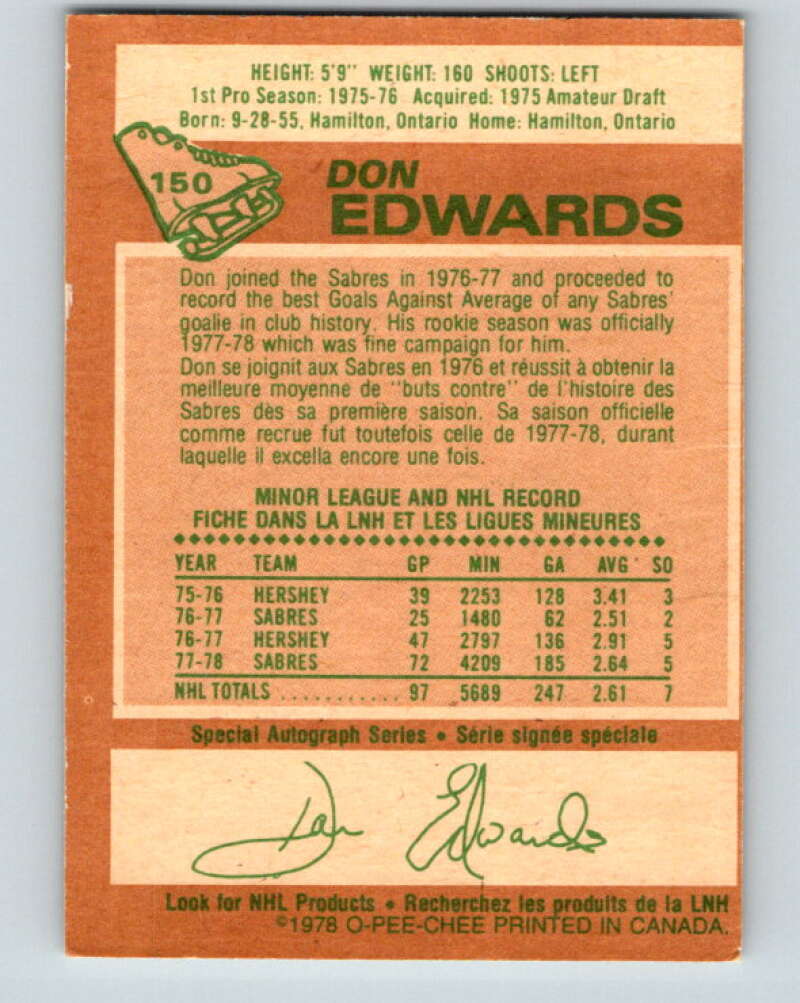 HEIGHT: 5'9" WEIGHT: 160 SHOOTS: LEFT
1st Pro Season: 1975-76 Acquired: 1975 Amateur Draft
Born: 9-28-55, Hamilton, Ontario Home: Hamilton, Ontario
150
DON
EDWARDS
Don joined the Sabres in 1976-77 and proceeded to
record the best Goals Against Average of any Sabres'
goalie in club history. His rookie season was officially
1977-78 which was fine campaign for him.
Don se joignit aux Sabres en 1976 et réussit à obtenir la
meilleure moyenne de "buts contre" de l'histoire des
Sabres dès sa première saison. Sa saison officielle
comme recrue fut toutefois celle de 1977-78, durant
laquelle il excella encore une fois.
MINOR LEAGUE AND NHL RECORD
FICHE DANS LA LNH ET LES LIGUES MINEURES
YEAR TEAM GP MIN GA AVG SO
75-76 HERSHEY 39 2253 128 3.41 3
76-77 SABRES 25 1480 62 2.51 2
76-77 HERSHEY 47 2797 136 2.91 5
77-78 SABRES 72 4209 185 2.64 5
NHL TOTALS ........... 97 5689 247 2.61 7
Special Autograph Series • Série signée spéciale
Don Edwards
Look for NHL Products • Recherchez les produits de la LNH
©1978 O-PEE-CHEE PRINTED IN CANADA.